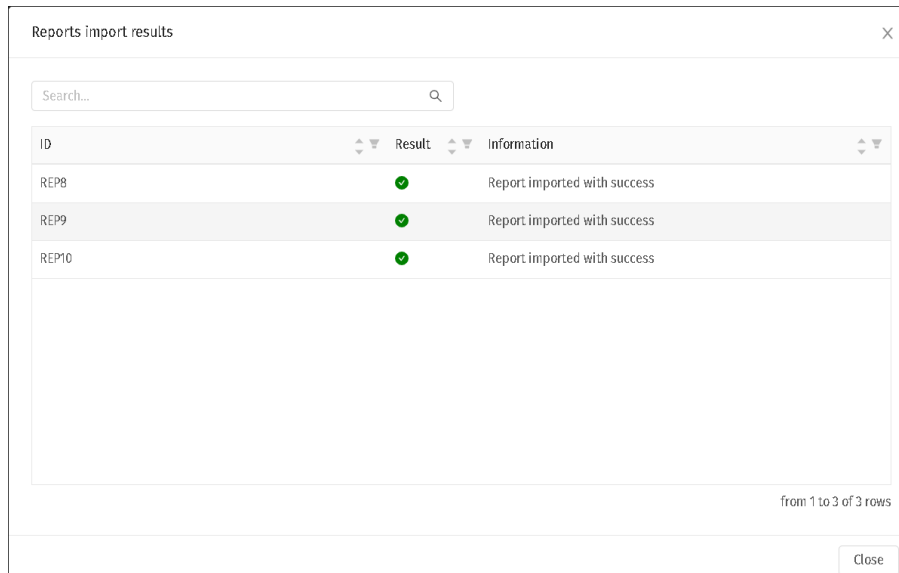 Reports import results
Search...
ID Result Information
REP8 Report imported with success
REP9 Report imported with success
REP10 Report imported with success
from 1 to 3 of 3 rows
Close